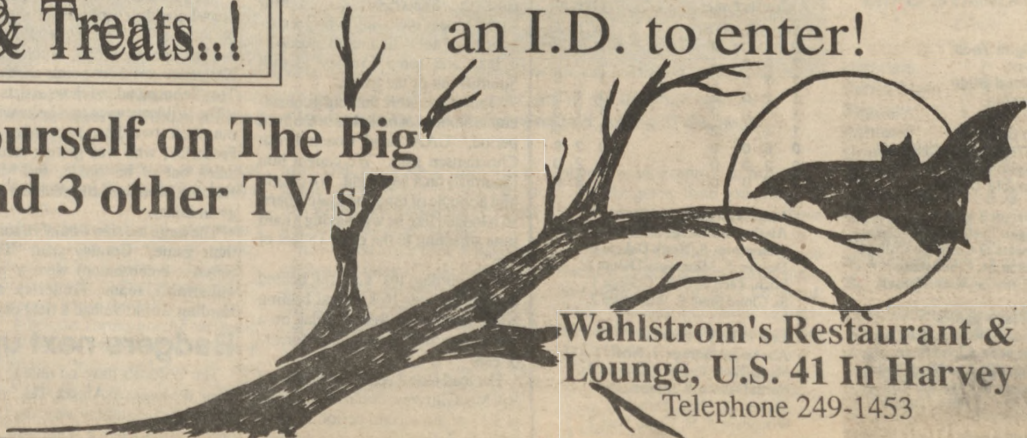 & Treats..!
an I.D. to enter!
ourself on The Big
nd 3 other TV's
Wahlstrom's Restaurant &
Lounge, U.S. 41 In Harvey
Telephone 249-1453